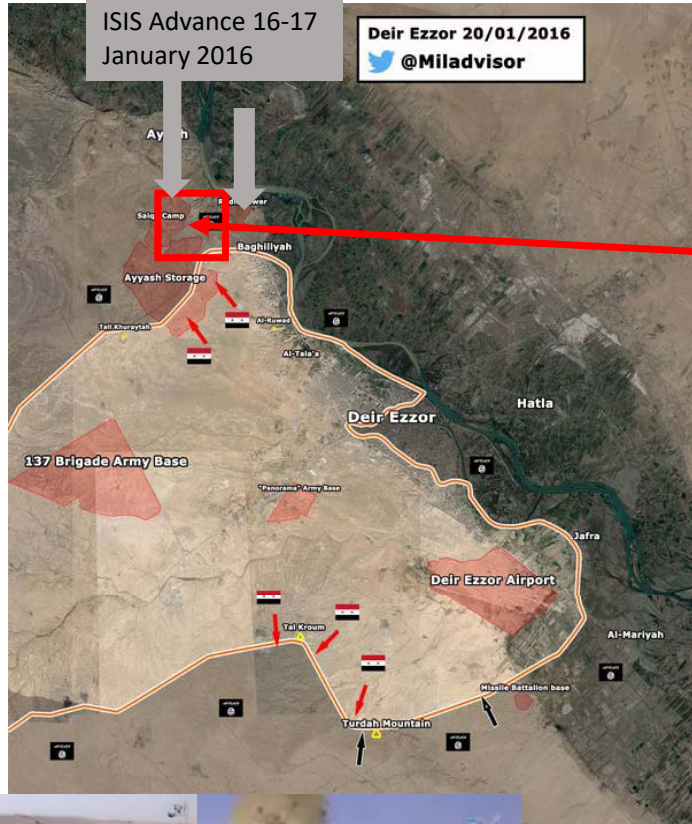 ISIS Advance 16-17
January 2016
Deir Ezzor 20/01/2016
@Miladvisor
Saiqa Camp
Baghiliyah
Ayyash Storage
Tall Khuraytah
Al-Ruwad
Al-Tala'a
Deir Ezzor
Hatla
137 Brigade Army Base
"Panorama" Army Base
Jafra
Deir Ezzor Airport
Al-Mariyah
Tal Kroum
Missile Battalion base
Turdah Mountain